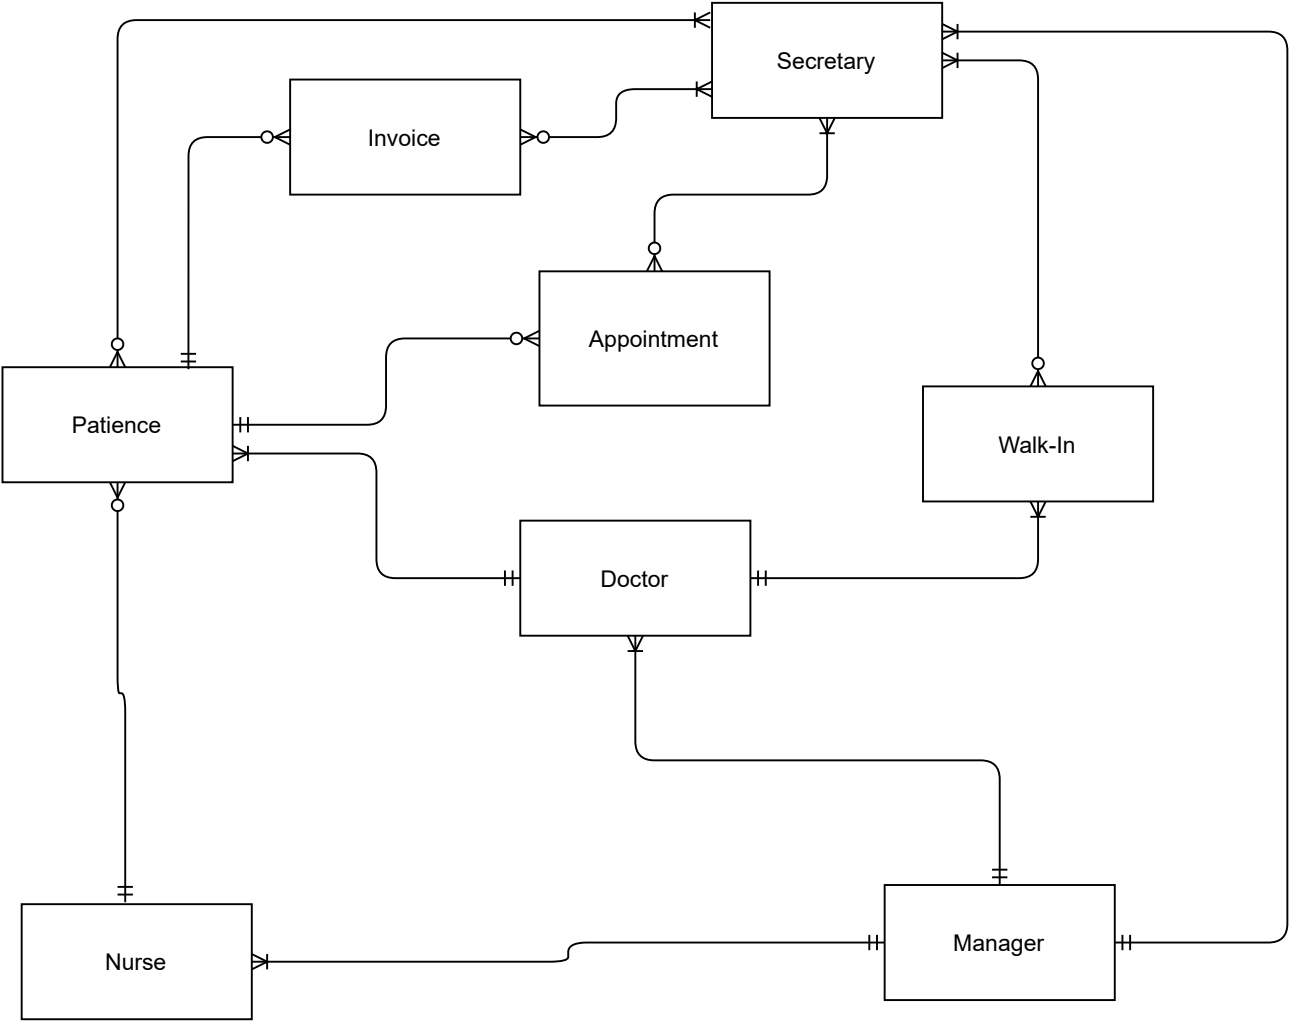 Secretary
Invoice
Appointment
Patience
Walk-In
Doctor
Manager
Nurse